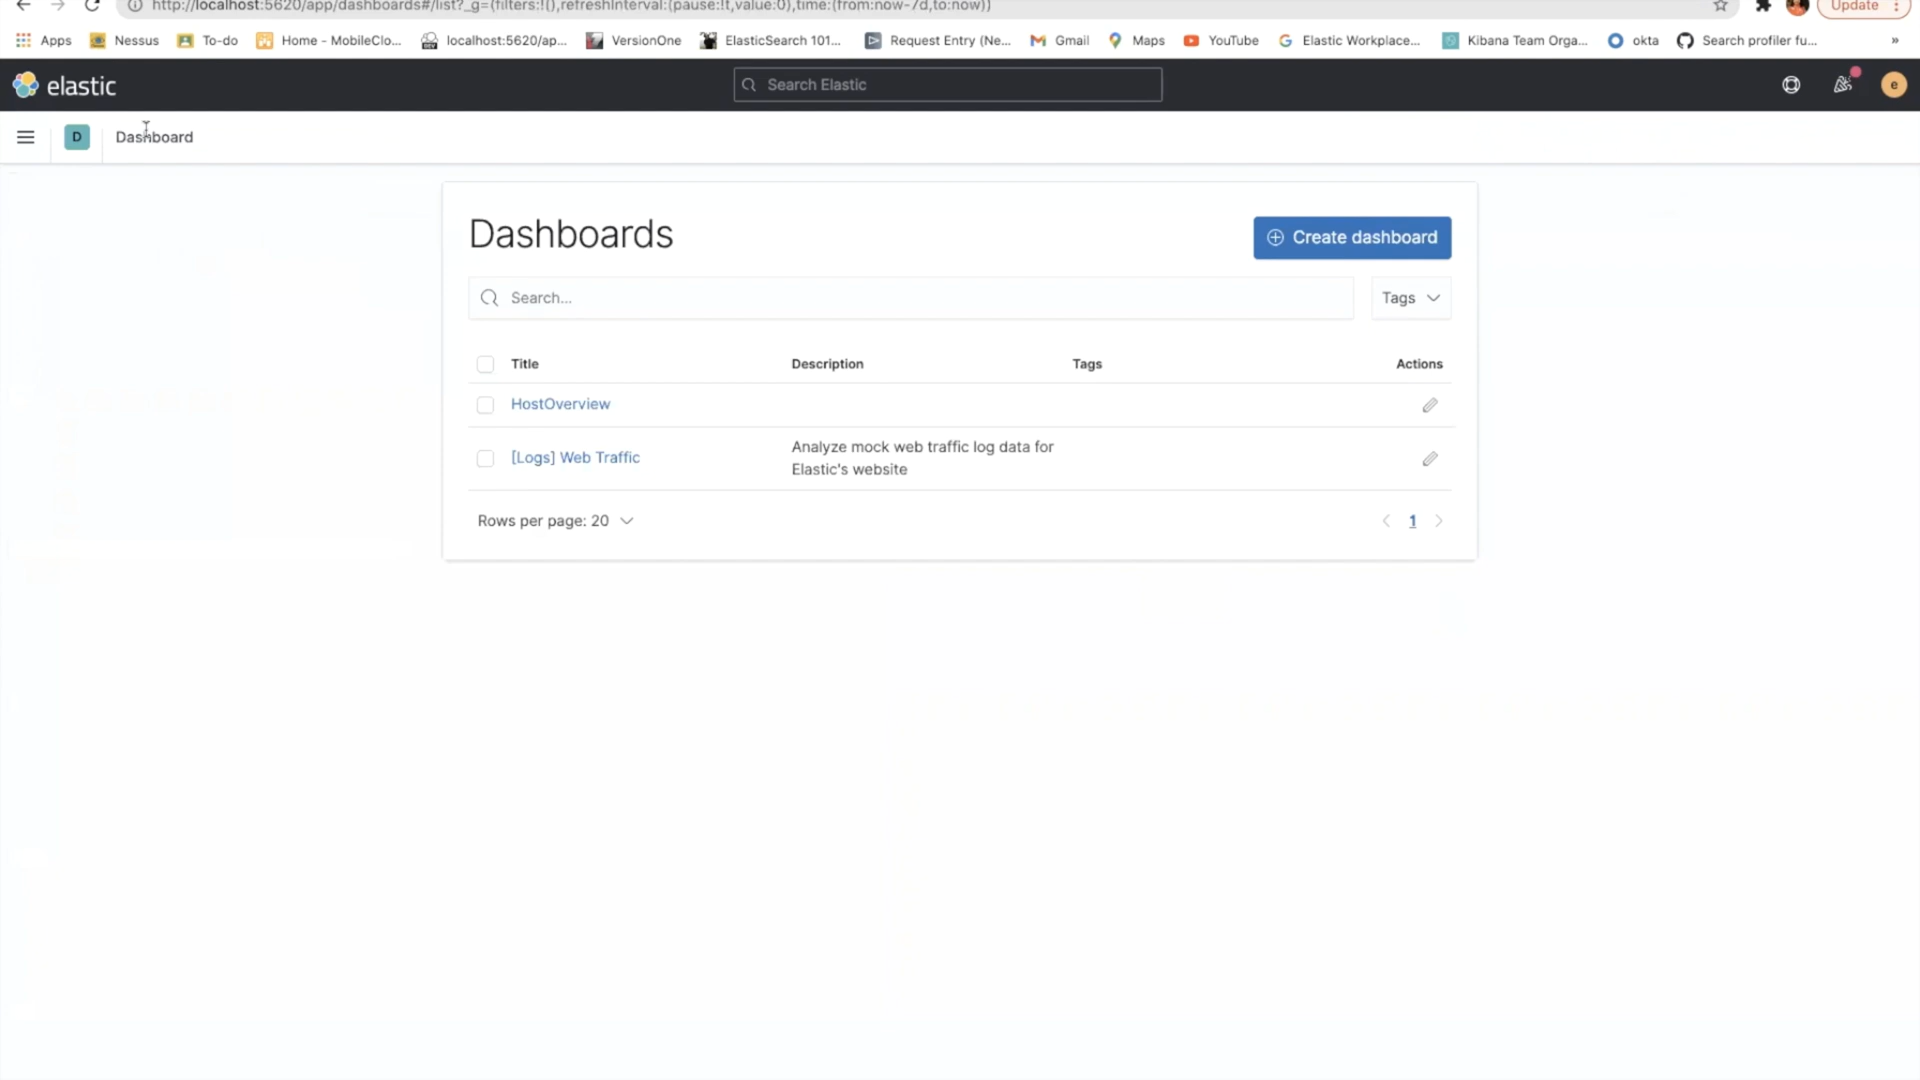 http://localhost:5620/app/dashboards#/list?_g=(filters:!(),refreshInterval:(pause:!t,value:0),time:(from:now-7d,to:now))
Update
Apps Nessus To-do Home - MobileClo... localhost:5620/ap... VersionOne ElasticSearch 101... Request Entry (Ne... Gmail Maps YouTube Elastic Workplace... Kibana Team Orga... okta Search profiler fu... »
elastic Search Elastic e
D Dashboard
Dashboards Create dashboard
Search... Tags
Title Description Tags Actions
HostOverview
[Logs] Web Traffic Analyze mock web traffic log data for
Elastic's website
Rows per page: 20 1